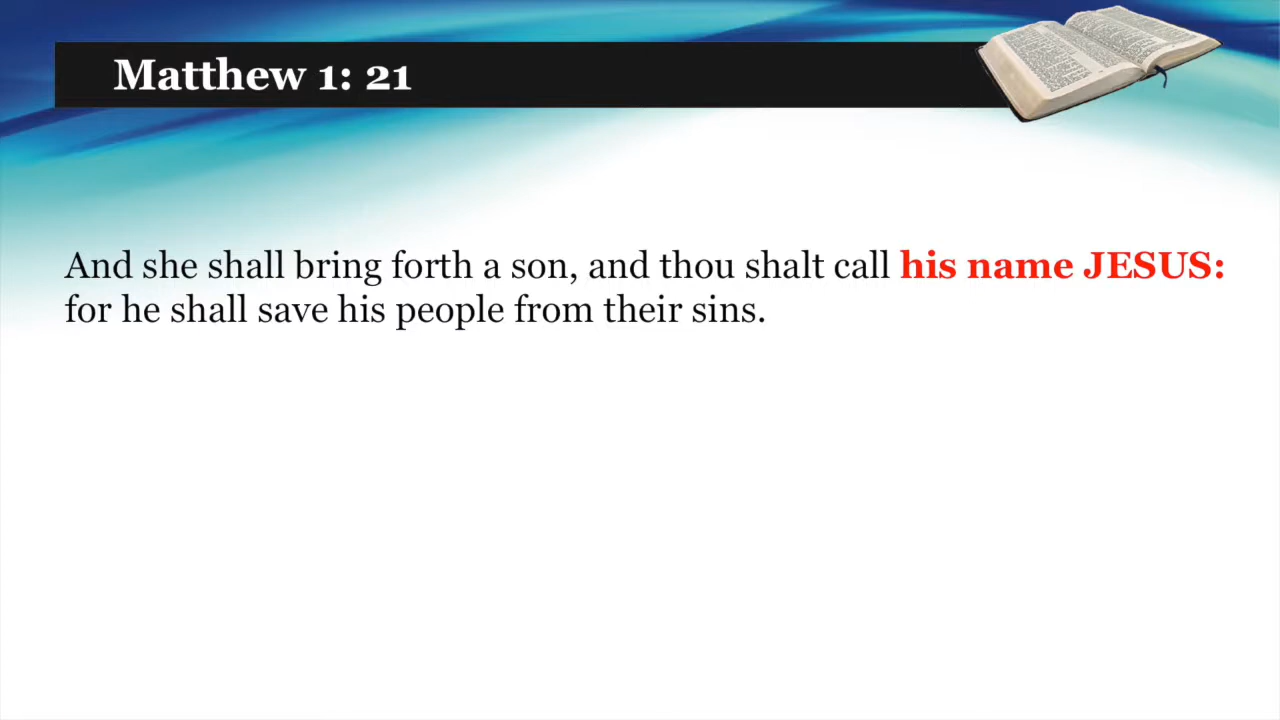 Matthew 1: 21
And she shall bring forth a son, and thou shalt call his name JESUS:
for he shall save his people from their sins.